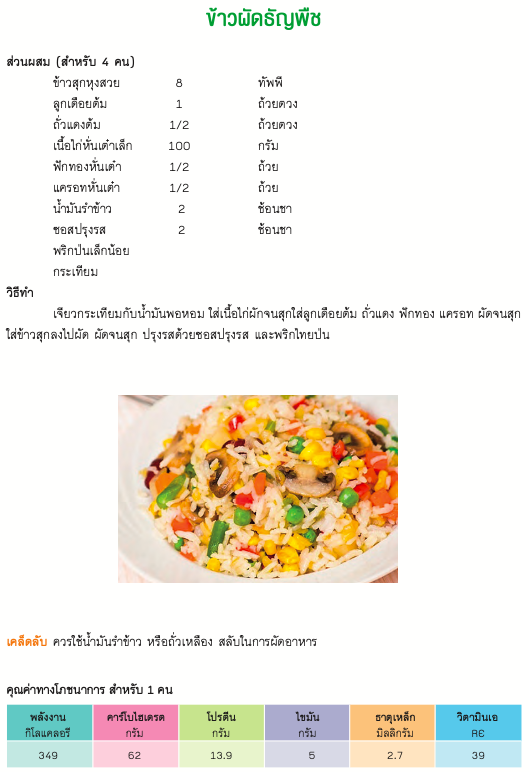 ข้าวผัดธัญพืช
ส่วนผสม (สำหรับ 4 คน)
ข้าวสุกหุงสวย 8 ทัพพี
ลูกเดือยต้ม 1 ถ้วยตวง
ถั่วแดงต้ม 1/2 ถ้วยตวง
เนื้อไก่หั่นเต๋าเล็ก 100 กรัม
ฟักทองหั่นเต๋า 1/2 ถ้วย
แครอทหั่นเต๋า 1/2 ถ้วย
น้ำมันรำข้าว 2 ช้อนชา
ซอสปรุงรส 2 ช้อนชา
พริกป่นเล็กน้อย
กระเทียม
วิธีทำ
เจียวกระเทียมกับน้ำมันพอหอม ใส่เนื้อไก่ผักจนสุกใส่ลูกเดือยต้ม ถั่วแดง ฟักทอง แครอท ผัดจนสุก
ใส่ข้าวสุกลงไปผัด ผัดจนสุก ปรุงรสด้วยซอสปรุงรส และพริกไทยป่น
เคล็ดลับ ควรใช้น้ำมันรำข้าว หรือถั่วเหลือง สลับในการผัดอาหาร
คุณค่าทางโภชนาการ สำหรับ 1 คน
พลังงาน คาร์โบไฮเดรต โปรตีน ไขมัน ธาตุเหล็ก วิตามินเอ
กิโลแคลอรี กรัม กรัม กรัม มิลลิกรัม RE
349 62 13.9 5 2.7 39